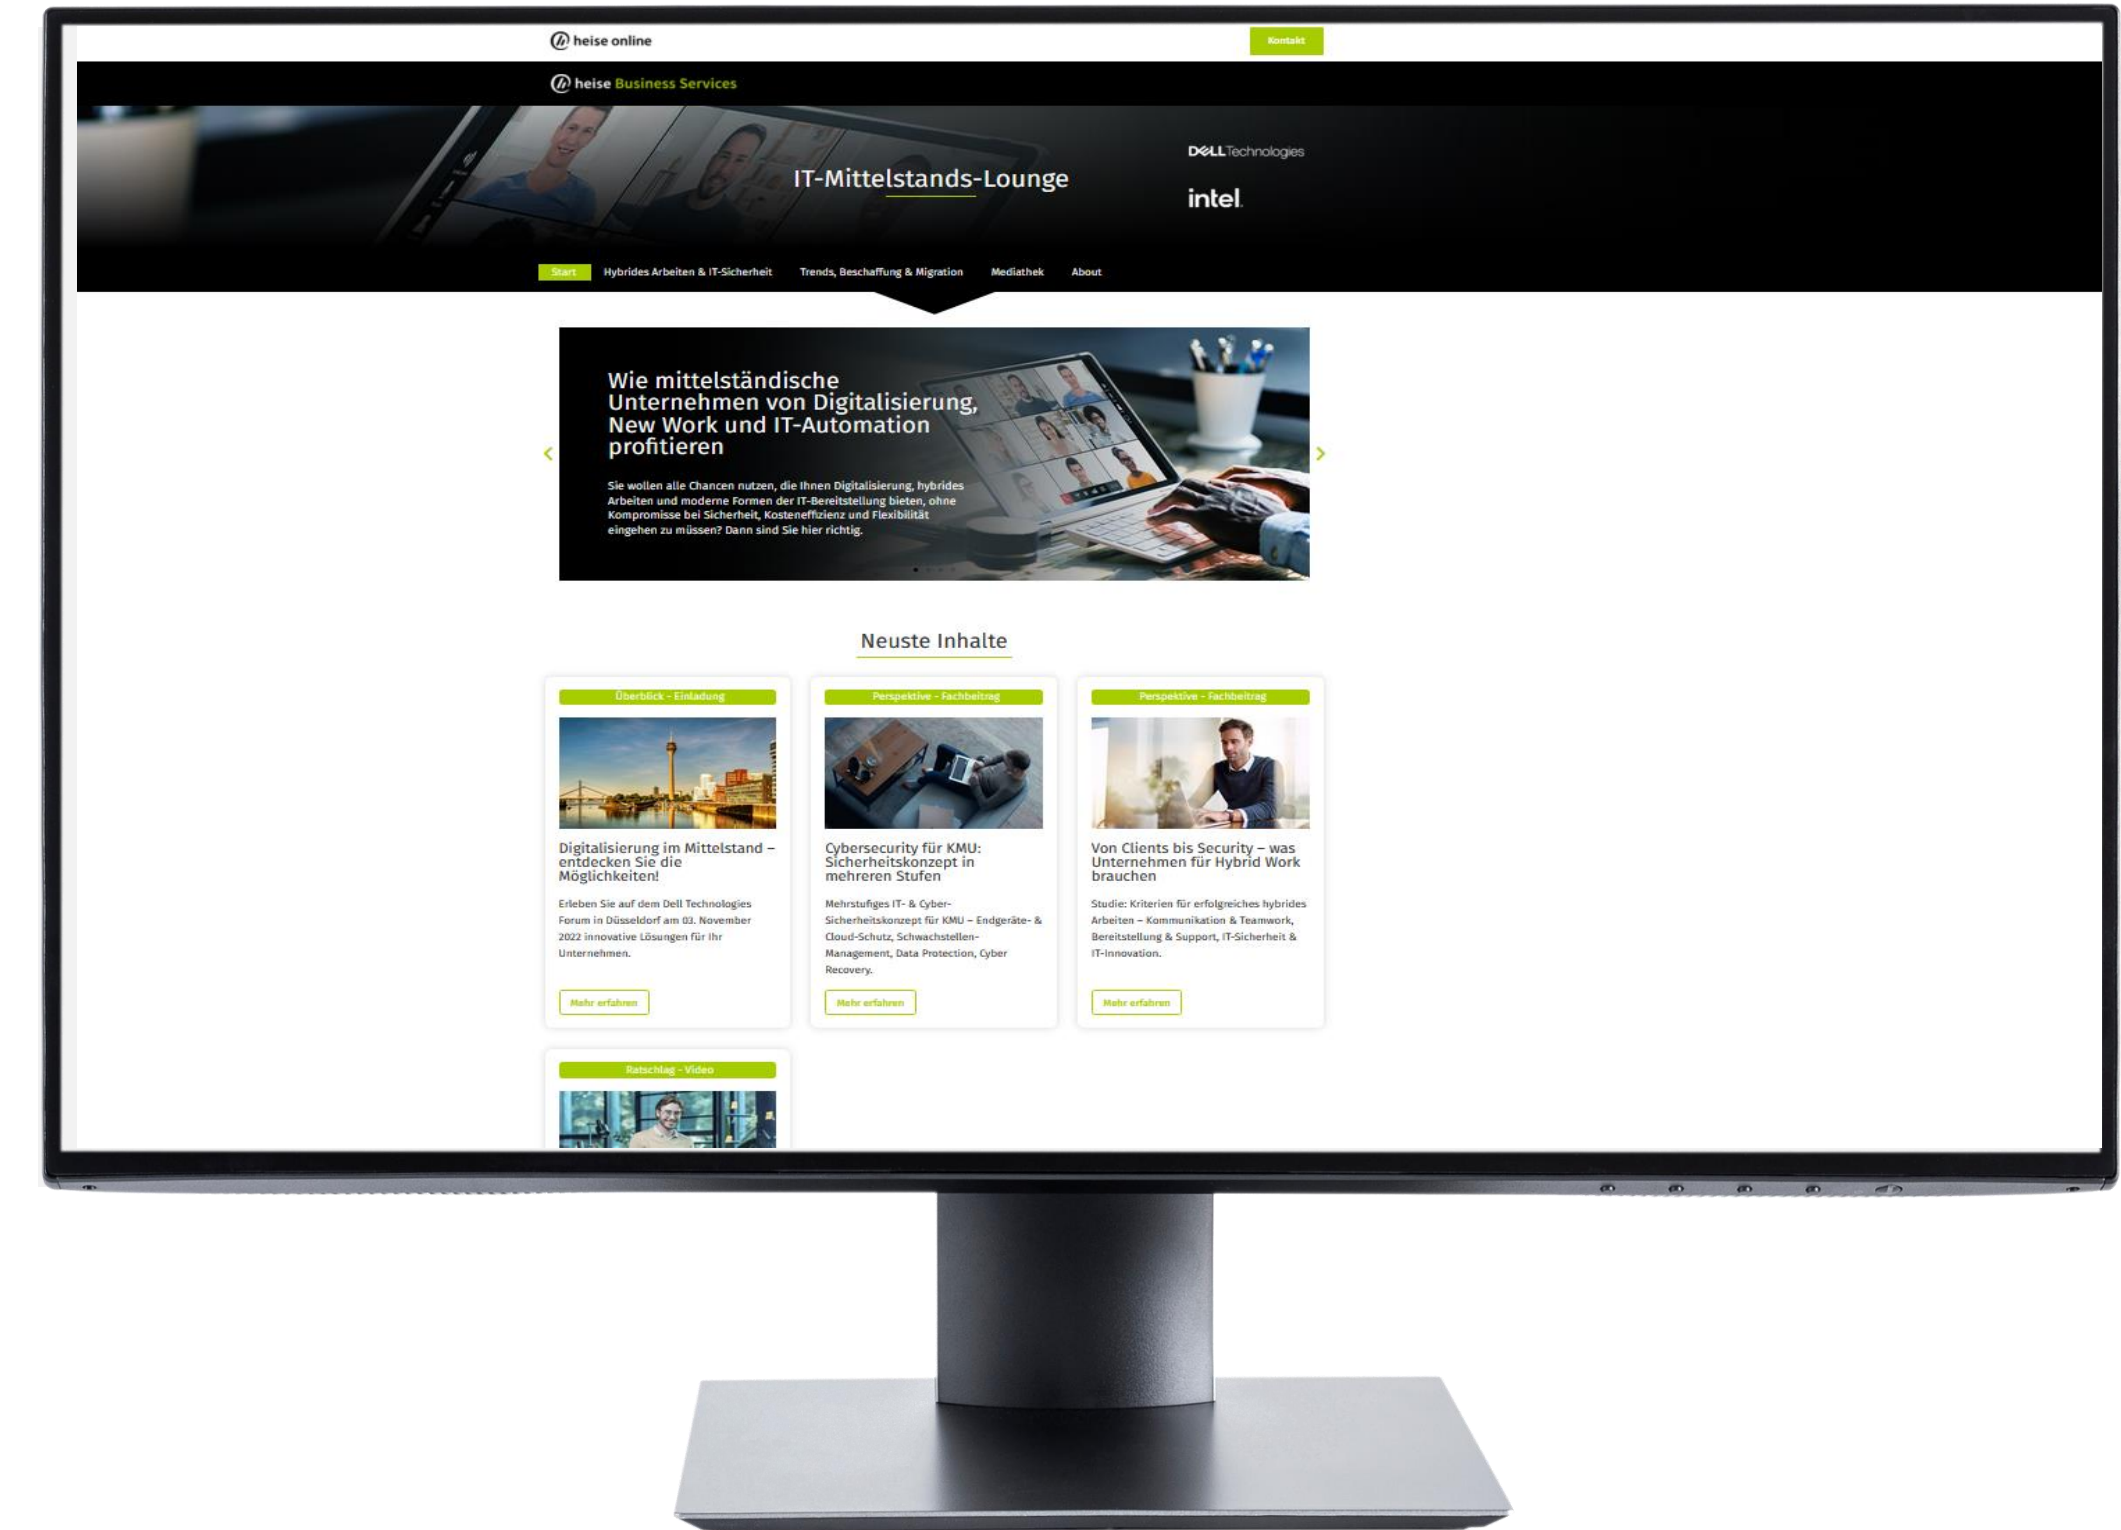 heise online
Kontakt
heise Business Services
DELLTechnologies
IT-Mittelstands-Lounge
intel.
Start
Hybrides Arbeiten & IT-Sicherheit
Trends, Beschaffung & Migration
Mediathek
About
Wie mittelständische
Unternehmen von Digitalisierung,
New Work und IT-Automation
profitieren
Sie wollen alle Chancen nutzen, die Ihnen Digitalisierung, hybrides
Arbeiten und moderne Formen der IT-Bereitstellung bieten, ohne
Kompromisse bei Sicherheit, Kosteneffizienz und Flexibilität
eingehen zu müssen? Dann sind Sie hier richtig.
Neuste Inhalte
Überblick - Einladung
Digitalisierung im Mittelstand –
entdecken Sie die
Möglichkeiten!
Erleben Sie auf dem Dell Technologies
Forum in Düsseldorf am 03. November
2022 innovative Lösungen für Ihr
Unternehmen.
Mehr erfahren
Perspektive - Fachbeitrag
Cybersecurity für KMU:
Sicherheitskonzept in
mehreren Stufen
Mehrstufiges IT- & Cyber-
Sicherheitskonzept für KMU – Endgeräte- &
Cloud-Schutz, Schwachstellen-
Management, Data Protection, Cyber
Recovery.
Mehr erfahren
Perspektive - Fachbeitrag
Von Clients bis Security – was
Unternehmen für Hybrid Work
brauchen
Studie: Kriterien für erfolgreiches hybrides
Arbeiten – Kommunikation & Teamwork,
Bereitstellung & Support, IT-Sicherheit &
IT-Innovation.
Mehr erfahren
Ratschlag - Video